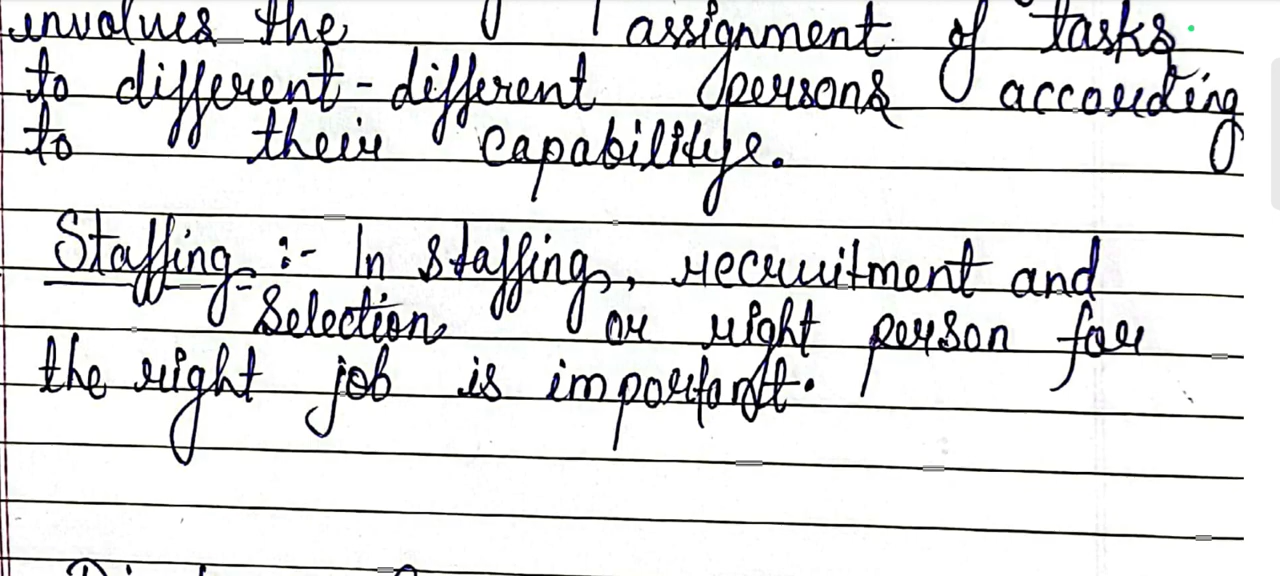 involves the assignment of tasks
to different-different persons according
to their capabilitye.
Staffing :- In staffing, recruitment and
Selection or right person for
the right job is important.